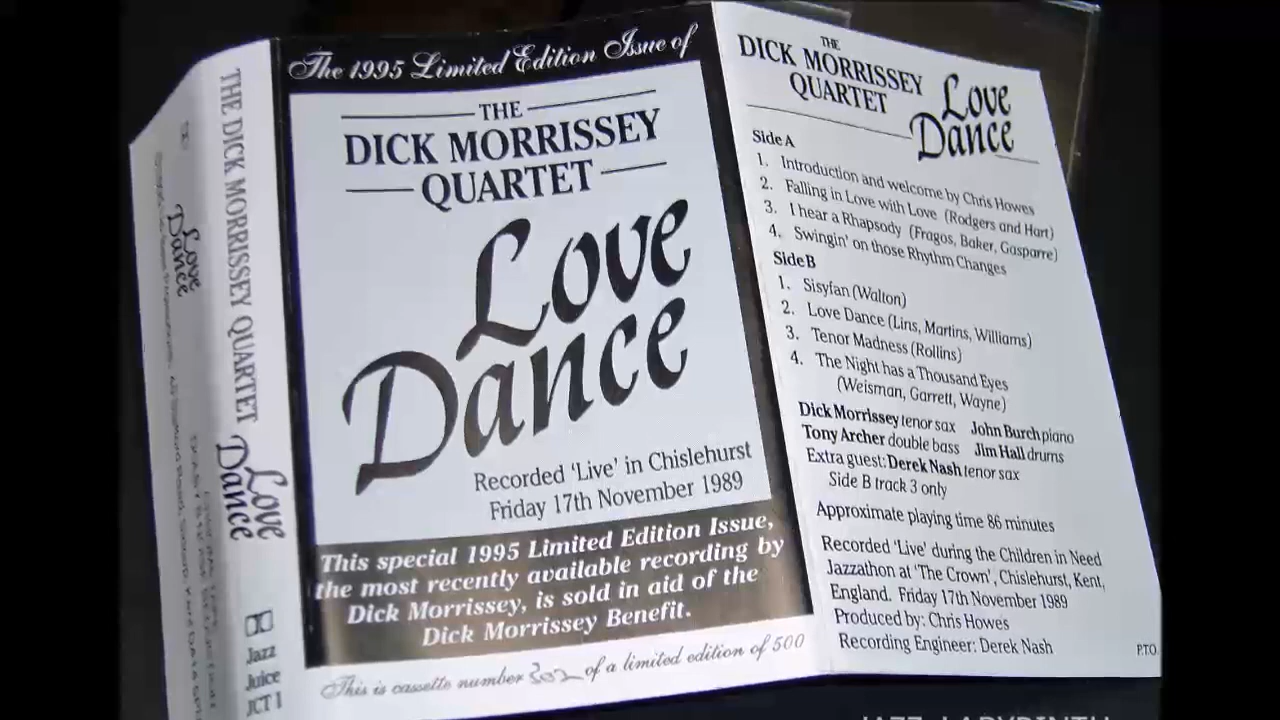 The 1995 Limited Edition Issue of
THE
DICK MORRISSEY
QUARTET
Love
Dance
Recorded 'Live' in Chislehurst
Friday 17th November 1989
This special 1995 Limited Edition Issue,
the most recently available recording by
Dick Morrissey, is sold in aid of the
Dick Morrissey Benefit.
This is cassette number 302 of a limited edition of 500
THE DICK MORRISSEY QUARTET Love Dance
Jazz
Juice
JCT 1
Love
Dance
THE
DICK MORRISSEY
QUARTET
Love
Dance
Side A
1. Introduction and welcome by Chris Howes
2. Falling in Love with Love (Rodgers and Hart)
3. I hear a Rhapsody (Fragos, Baker, Gasparre)
4. Swingin' on those Rhythm Changes
Side B
1. Sisyfan (Walton)
2. Love Dance (Lins, Martins, Williams)
3. Tenor Madness (Rollins)
4. The Night has a Thousand Eyes
(Weisman, Garrett, Wayne)
Dick Morrissey tenor sax John Burch piano
Tony Archer double bass Jim Hall drums
Extra guest: Derek Nash tenor sax
Side B track 3 only
Approximate playing time 86 minutes
Recorded 'Live' during the Children in Need
Jazzathon at 'The Crown', Chislehurst, Kent,
England. Friday 17th November 1989
Produced by: Chris Howes
Recording Engineer: Derek Nash
P.T.O.
JAZZ LABYRINTH